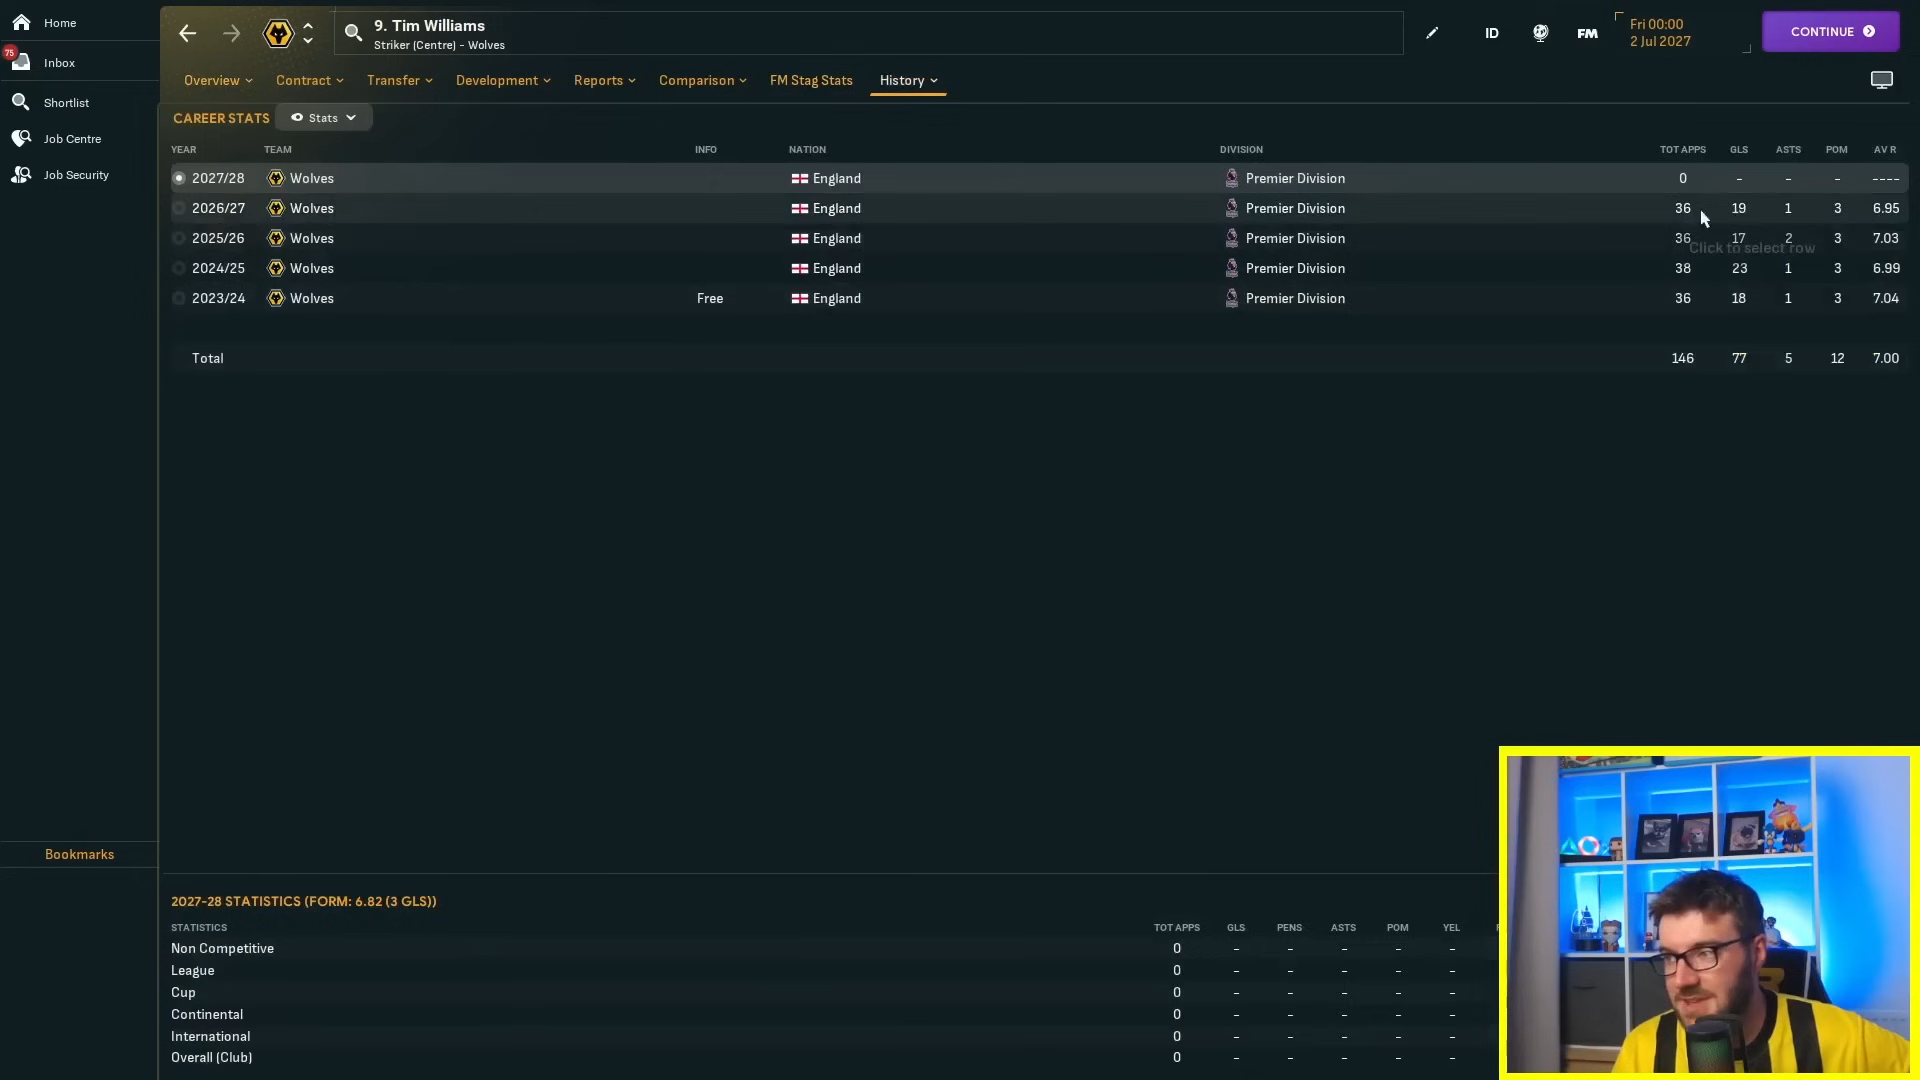 Home
75
Inbox
Shortlist
Job Centre
Job Security
Bookmarks
9. Tim Williams
Striker (Centre) - Wolves
ID
FM
Fri 00:00
2 Jul 2027
CONTINUE
Overview Contract Transfer Development Reports Comparison FM Stag Stats History
CAREER STATS Stats
YEAR TEAM INFO NATION DIVISION TOT APPS GLS ASTS POM AV R
2027/28 Wolves England Premier Division 0 - - - ----
2026/27 Wolves England Premier Division 36 19 1 3 6.95
2025/26 Wolves England Premier Division 36 17 2 3 7.03
Click to select row
2024/25 Wolves England Premier Division 38 23 1 3 6.99
2023/24 Wolves Free England Premier Division 36 18 1 3 7.04
Total 146 77 5 12 7.00
2027-28 STATISTICS (FORM: 6.82 (3 GLS))
STATISTICS TOT APPS GLS PENS ASTS POM YEL
Non Competitive 0 - - - - -
League 0 - - - - -
Cup 0 - - - - -
Continental 0 - - - - -
International 0 - - - - -
Overall (Club) 0 - - - - -